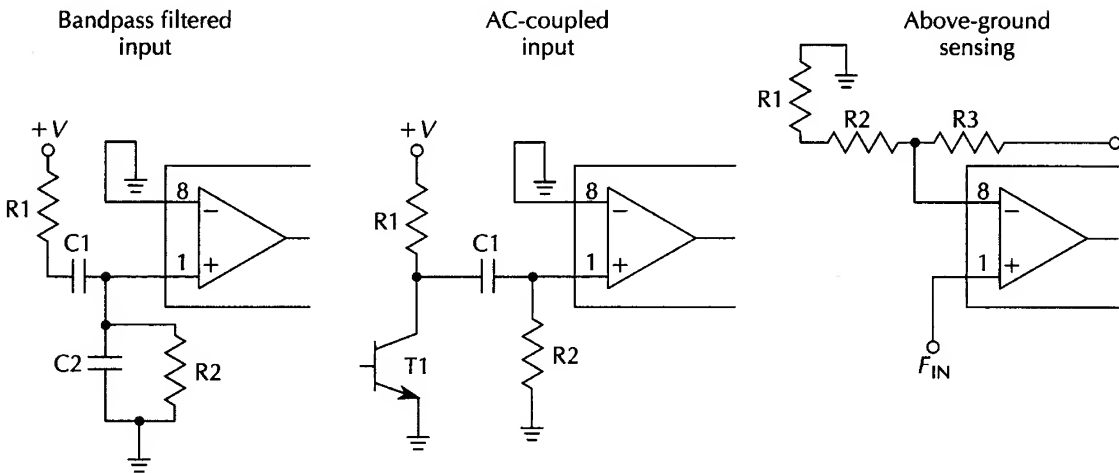 Bandpass filtered
input
AC-coupled
input
Above-ground
sensing
+V
R1
C1
8
−
1
+
C2
R2
+V
R1
C1
8
−
1
+
T1
R2
R1
R2
R3
8
−
1
+
FIN